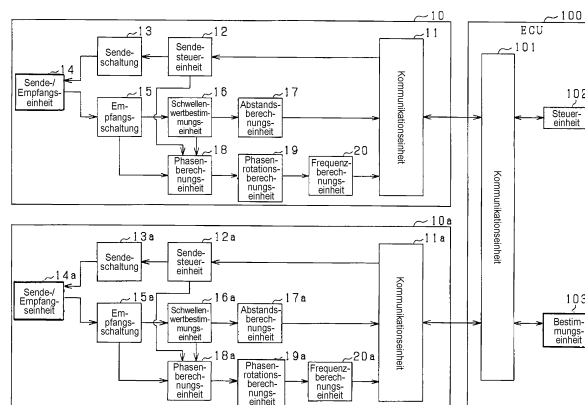 10
100
ECU
13
Sende-
schaltung
12
Sende-
steuer-
einheit
11
Kommunikationseinheit
101
Kommunikationseinheit
14
Sende-/
Empfangs-
einheit
15
Em-
pfangs-
schaltung
16
Schwellen-
wertbestim-
mungs-
einheit
17
Abstands-
berech-
nungs-
einheit
102
Steuer-
einheit
18
Phasen-
berech-
nungs-
einheit
19
Phasen-
rotations-
berech-
nungs-
einheit
20
Frequenz-
berech-
nungs-
einheit
10a
13a
Sende-
schaltung
12a
Sende-
steuer-
einheit
11a
Kommunikationseinheit
14a
Sende-/
Empfang-
seinheit
15a
Em-
pfangs-
schaltung
16a
Schwellen-
wertbestim-
mungs-
einheit
17a
Abstands-
berech-
nungs-
einheit
103
Bestim-
mungs-
einheit
18a
Phasen-
berech-
nungs-
einheit
19a
Phasen-
rotations-
berech-
nungs-
einheit
20a
Frequenz-
berech-
nungs-
einheit